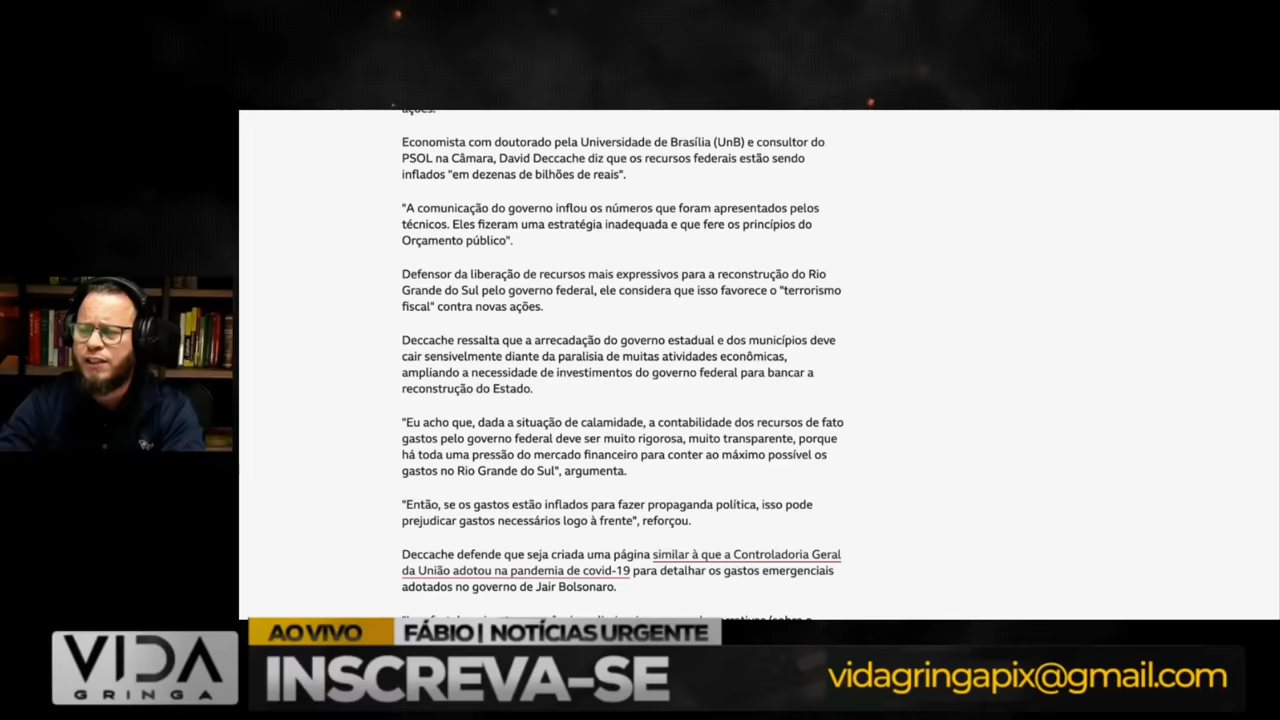 ações.
Economista com doutorado pela Universidade de Brasília (UnB) e consultor do
PSOL na Câmara, David Deccache diz que os recursos federais estão sendo
inflados "em dezenas de bilhões de reais".
"A comunicação do governo inflou os números que foram apresentados pelos
técnicos. Eles fizeram uma estratégia inadequada e que fere os princípios do
Orçamento público".
Defensor da liberação de recursos mais expressivos para a reconstrução do Rio
Grande do Sul pelo governo federal, ele considera que isso favorece o "terrorismo
fiscal" contra novas ações.
Deccache ressalta que a arrecadação do governo estadual e dos municípios deve
cair sensivelmente diante da paralisia de muitas atividades econômicas,
ampliando a necessidade de investimentos do governo federal para bancar a
reconstrução do Estado.
"Eu acho que, dada a situação de calamidade, a contabilidade dos recursos de fato
gastos pelo governo federal deve ser muito rigorosa, muito transparente, porque
há toda uma pressão do mercado financeiro para conter ao máximo possível os
gastos no Rio Grande do Sul", argumenta.
"Então, se os gastos estão inflados para fazer propaganda política, isso pode
prejudicar gastos necessários logo à frente", reforçou.
Deccache defende que seja criada uma página similar à que a Controladoria Geral
da União adotou na pandemia de covid-19 para detalhar os gastos emergenciais
adotados no governo de Jair Bolsonaro.
AO VIVO FÁBIO | NOTÍCIAS URGENTE
VIDA
GRINGA
INSCREVA-SE
vidagringapix@gmail.com